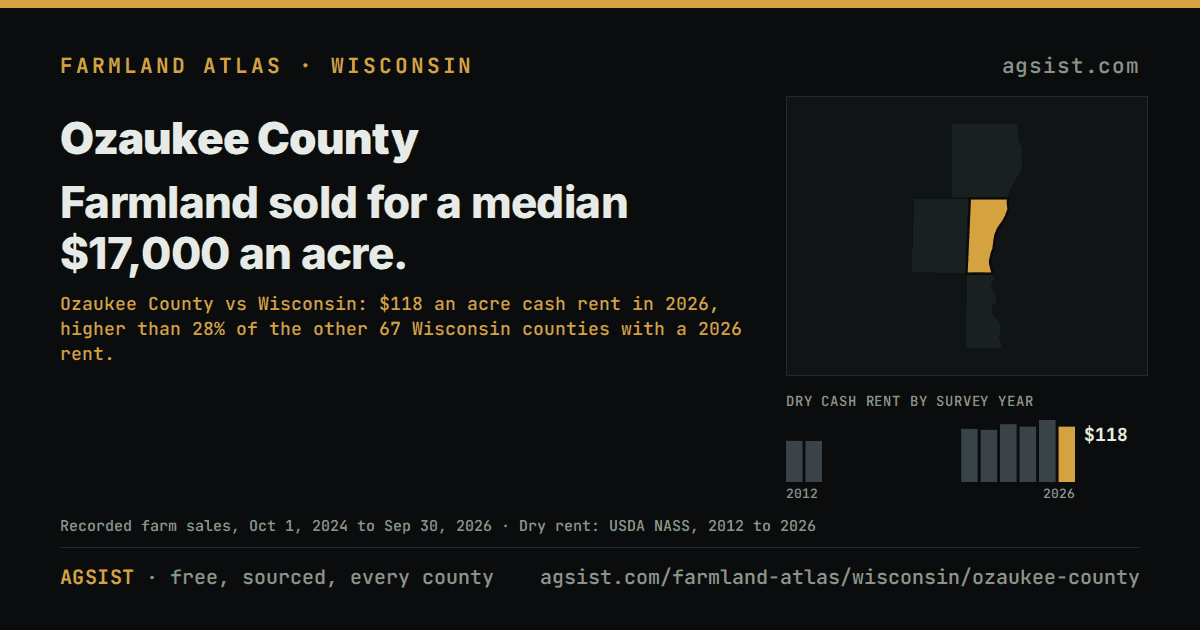 FARMLAND ATLAS · WISCONSIN
agsist.com
Ozaukee County
Farmland sold for a median
$17,000 an acre.
Ozaukee County vs Wisconsin: $118 an acre cash rent in 2026,
higher than 28% of the other 67 Wisconsin counties with a 2026
rent.
DRY CASH RENT BY SURVEY YEAR
$118
2012
2026
Recorded farm sales, Oct 1, 2024 to Sep 30, 2026 · Dry rent: USDA NASS, 2012 to 2026
AGSIST · free, sourced, every county
agsist.com/farmland-atlas/wisconsin/ozaukee-county